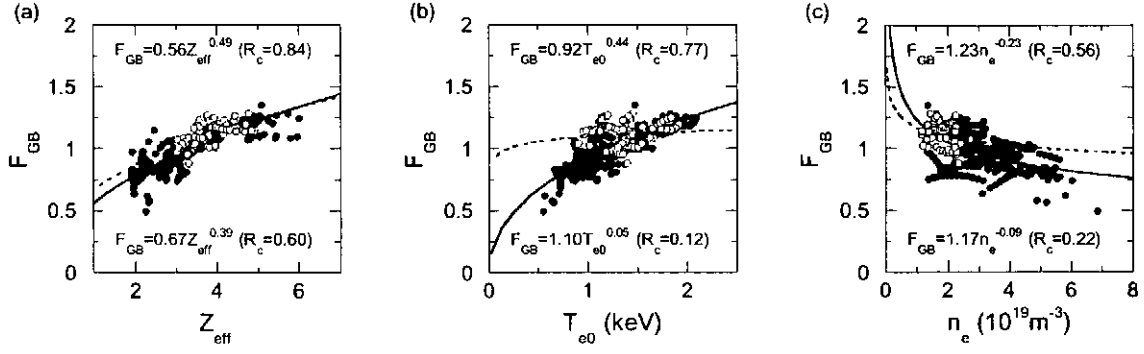 (a)
2
1.5
1
0.5
0
F_GB
F_GB=0.56Z_eff^0.49 (R_c=0.84)
F_GB=0.67Z_eff^0.39 (R_c=0.60)
2 4 6
Z_eff
(b)
2
1.5
1
0.5
0
F_GB
F_GB=0.92T_e0^0.44 (R_c=0.77)
F_GB=1.10T_e0^0.05 (R_c=0.12)
0 1 2
T_e0 (keV)
(c)
2
1.5
1
0.5
0
F_GB
F_GB=1.23n_e^-0.23 (R_c=0.56)
F_GB=1.17n_e^-0.09 (R_c=0.22)
0 2 4 6 8
n_e (10^19m^-3)